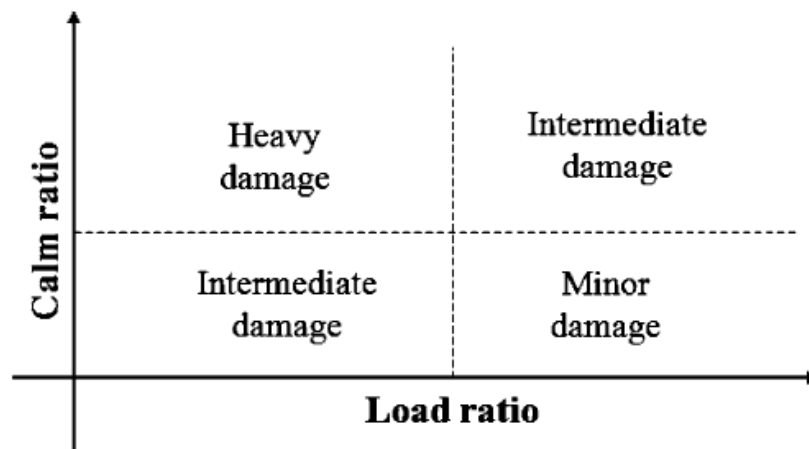 Calm ratio
Heavy
damage
Intermediate
damage
Intermediate
damage
Minor
damage
Load ratio